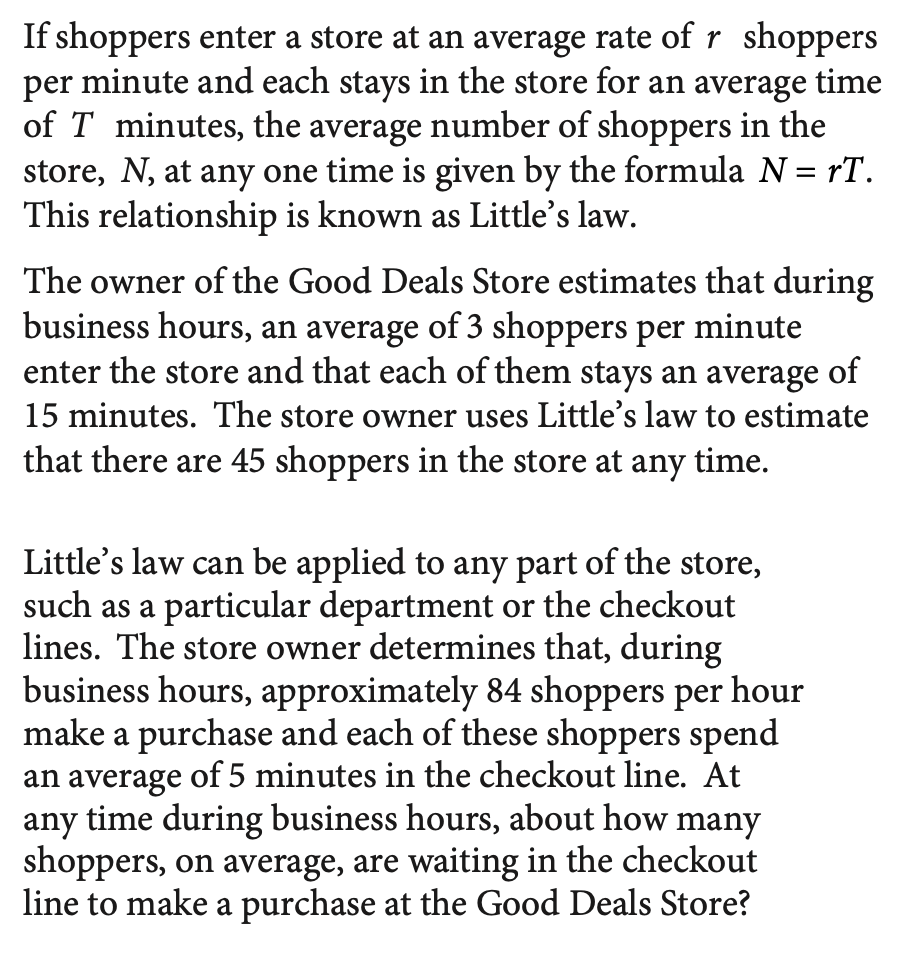 If shoppers enter a store at an average rate of r shoppers
per minute and each stays in the store for an average time
of T minutes, the average number of shoppers in the
store, N, at any one time is given by the formula N = rT.
This relationship is known as Little’s law.
The owner of the Good Deals Store estimates that during
business hours, an average of 3 shoppers per minute
enter the store and that each of them stays an average of
15 minutes. The store owner uses Little’s law to estimate
that there are 45 shoppers in the store at any time.
Little’s law can be applied to any part of the store,
such as a particular department or the checkout
lines. The store owner determines that, during
business hours, approximately 84 shoppers per hour
make a purchase and each of these shoppers spend
an average of 5 minutes in the checkout line. At
any time during business hours, about how many
shoppers, on average, are waiting in the checkout
line to make a purchase at the Good Deals Store?